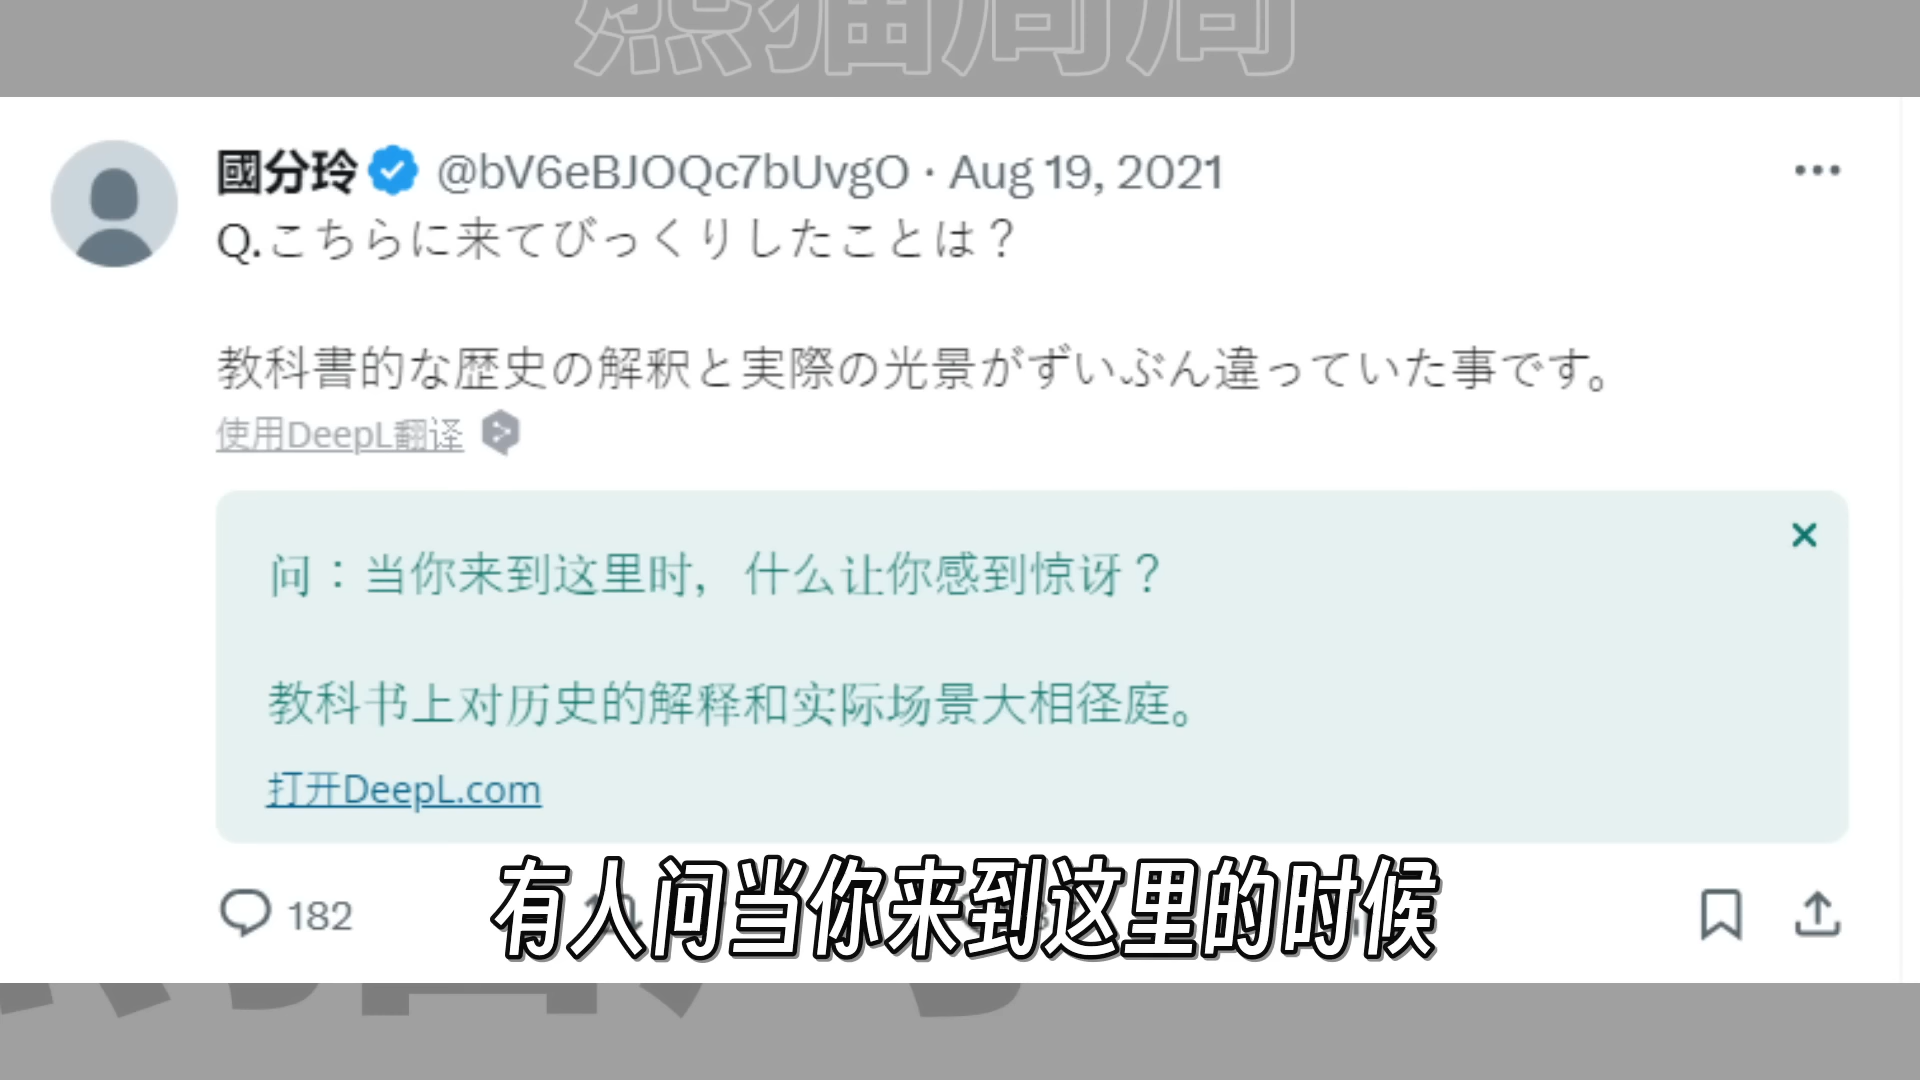 熊猫周周
國分玲 @bV6eBJOQc7bUvgO · Aug 19, 2021
Q.こちらに来てびっくりしたことは？
教科書的な歴史の解釈と実際の光景がずいぶん違っていた事です。
使用DeepL翻译
问：当你来到这里时，什么让你感到惊讶？
教科书上对历史的解释和实际场景大相径庭。
打开DeepL.com
182
有人问当你来到这里的时候